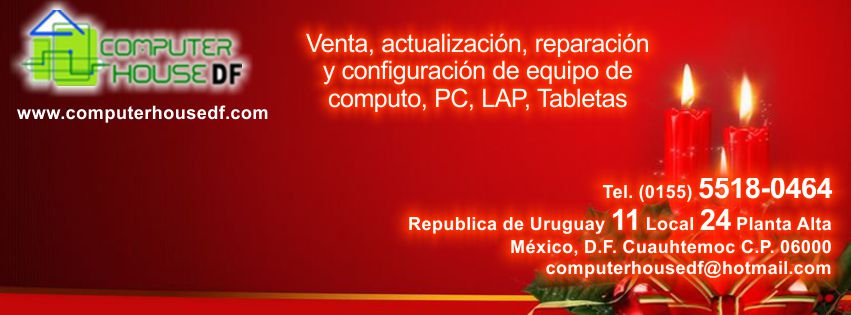 COMPUTER
HOUSE DF
www.computerhousedf.com
Venta, actualización, reparación
y configuración de equipo de
computo, PC, LAP, Tabletas
Tel. (0155) 5518-0464
Republica de Uruguay 11 Local 24 Planta Alta
México, D.F. Cuauhtemoc C.P. 06000
computerhousedf@hotmail.com